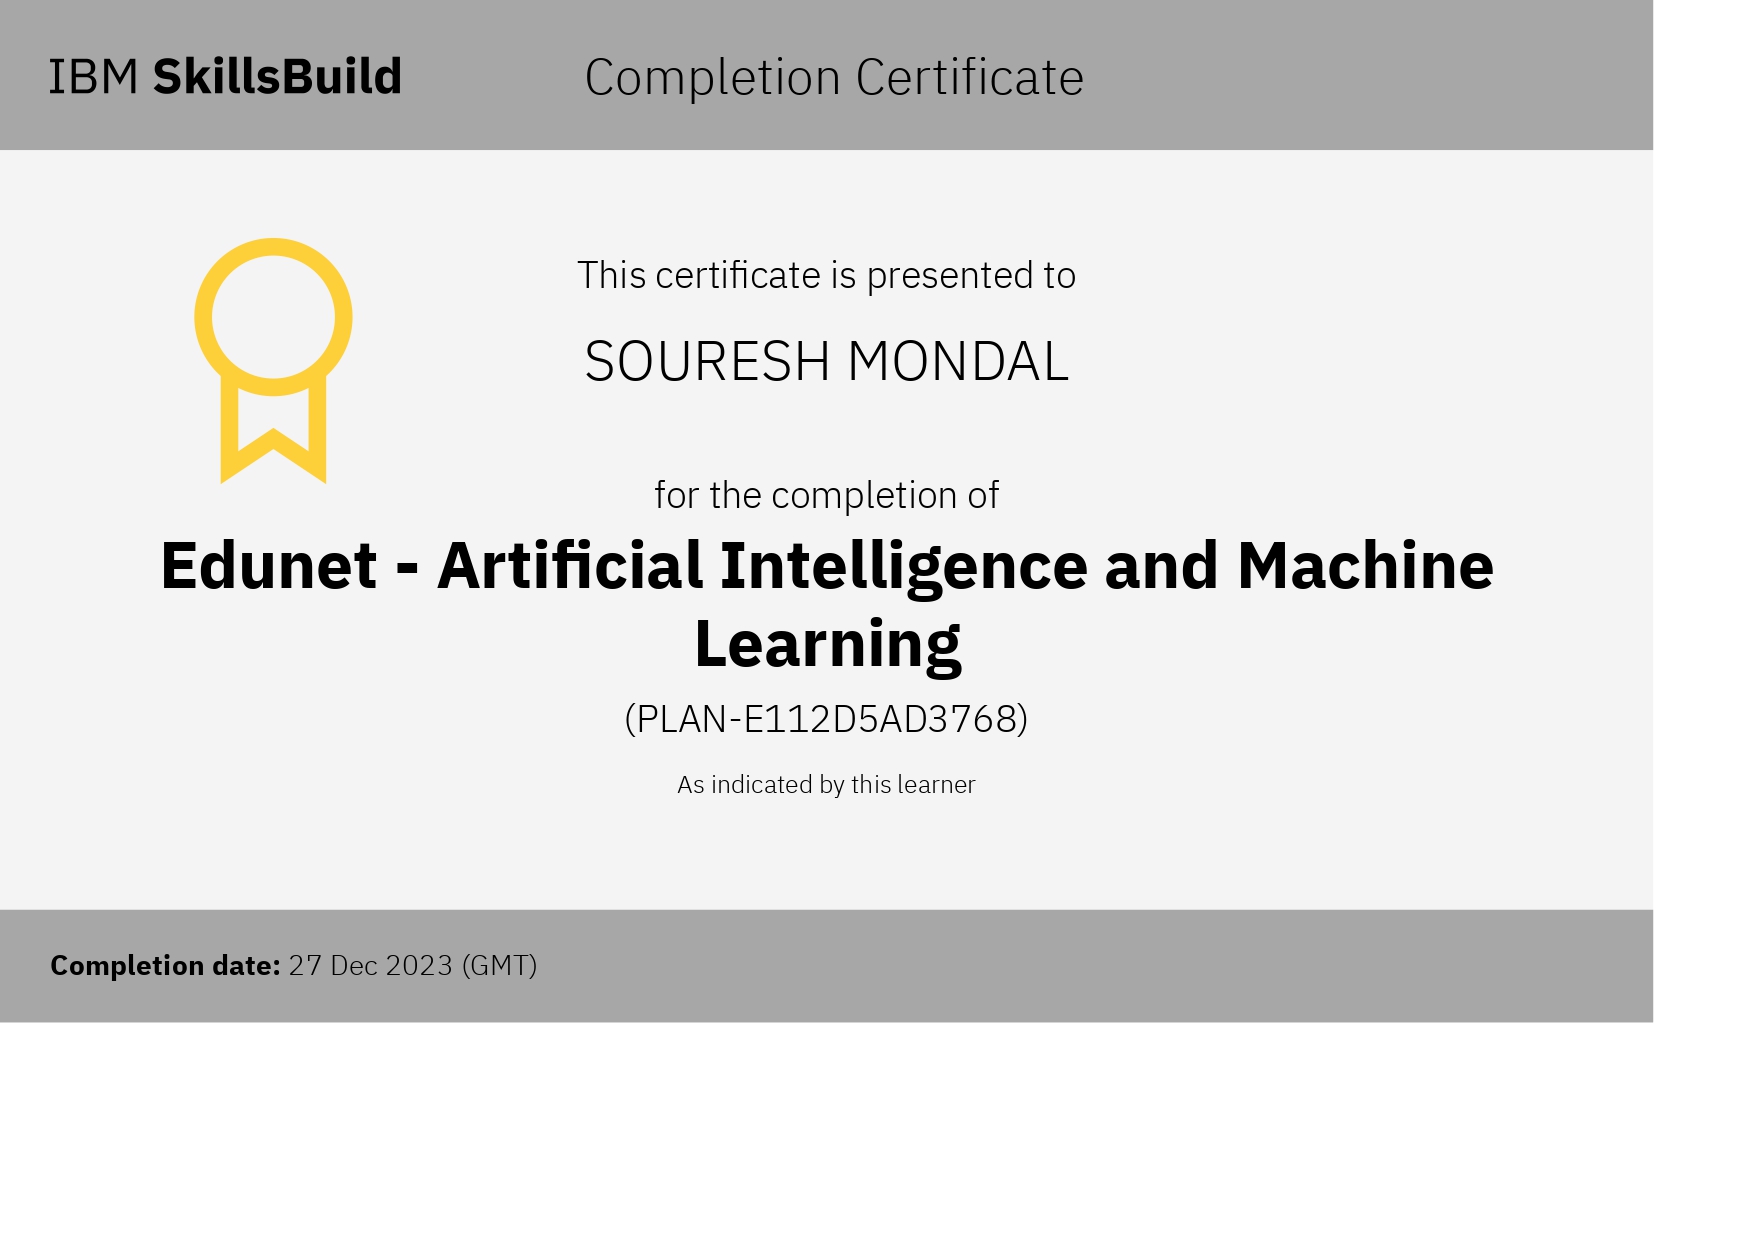 IBM SkillsBuild
Completion Certificate
This certificate is presented to
SOURESH MONDAL
for the completion of
Edunet - Artificial Intelligence and Machine
Learning
(PLAN-E112D5AD3768)
As indicated by this learner
Completion date: 27 Dec 2023 (GMT)